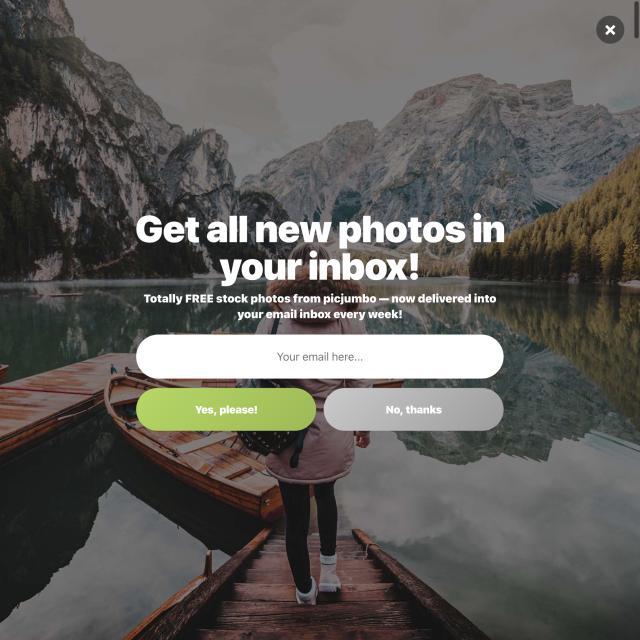 Get all new photos in
your inbox!
Totally FREE stock photos from picjumbo — now delivered into
your email inbox every week!
Your email here...
Yes, please!
No, thanks